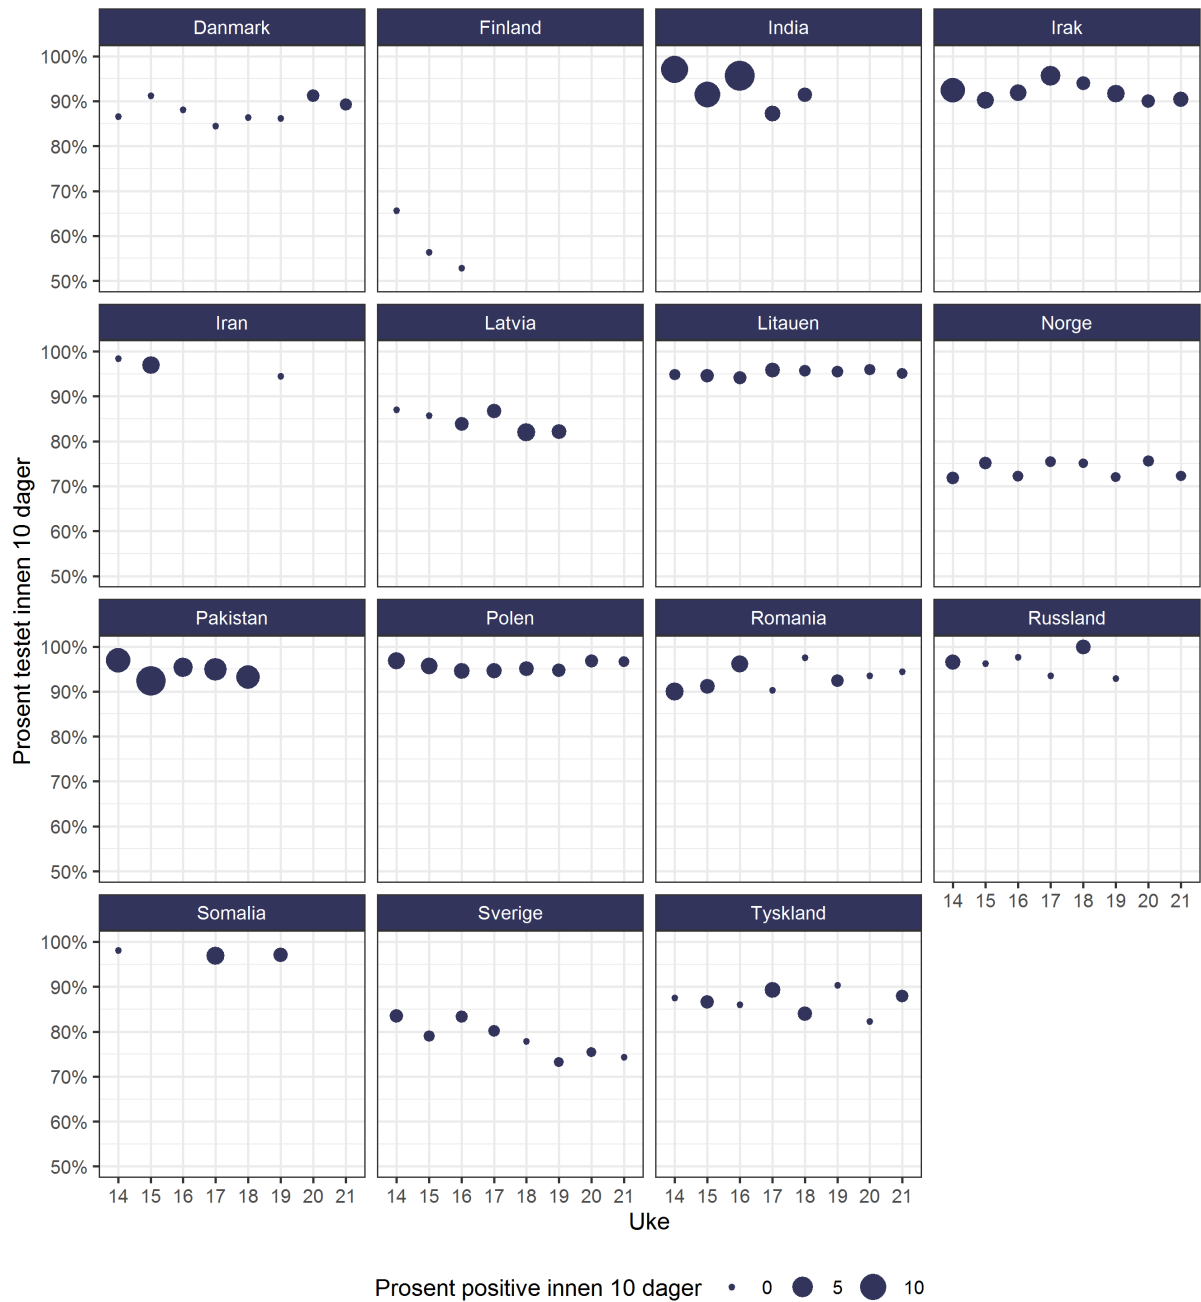 Danmark Finland India Irak
100%
90%
80%
70%
60%
50%
Iran Latvia Litauen Norge
100%
90%
80%
70%
60%
50%
Prosent testet innen 10 dager
Pakistan Polen Romania Russland
100%
90%
80%
70%
60%
50%
14 15 16 17 18 19 20 21
Somalia Sverige Tyskland
100%
90%
80%
70%
60%
50%
14 15 16 17 18 19 20 21 14 15 16 17 18 19 20 21 14 15 16 17 18 19 20 21
Uke
Prosent positive innen 10 dager 0 5 10